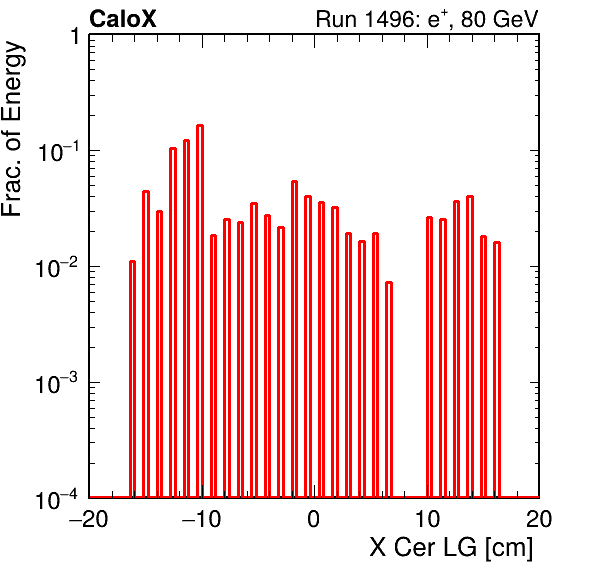 CaloX Run 1496: e⁺, 80 GeV
Frac. of Energy
1
10⁻¹
10⁻²
10⁻³
10⁻⁴
−20 −10 0 10 20
X Cer LG [cm]